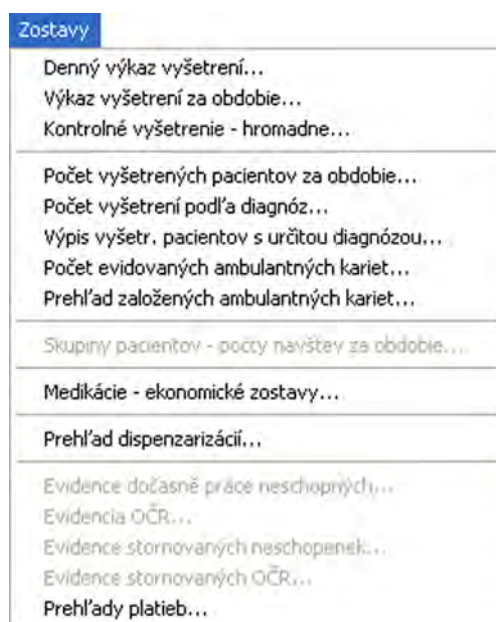 Zostavy
Denný výkaz vyšetrení...
Výkaz vyšetrení za obdobie...
Kontrolné vyšetrenie - hromadne...
Počet vyšetrených pacientov za obdobie...
Počet vyšetrení podľa diagnóz...
Výpis vyšetr. pacientov s určitou diagnózou...
Počet evidovaných ambulantných kariet...
Prehľad založených ambulantných kariet...
Skupiny pacientov - počty navštev za obdobie...
Medikácie - ekonomické zostavy...
Prehľad dispenzarizácií...
Evidence dočasně práce neschopných...
Evidencia OČR...
Evidence stornovaných neschopenek...
Evidence stornovaných OČR...
Prehľady platieb...